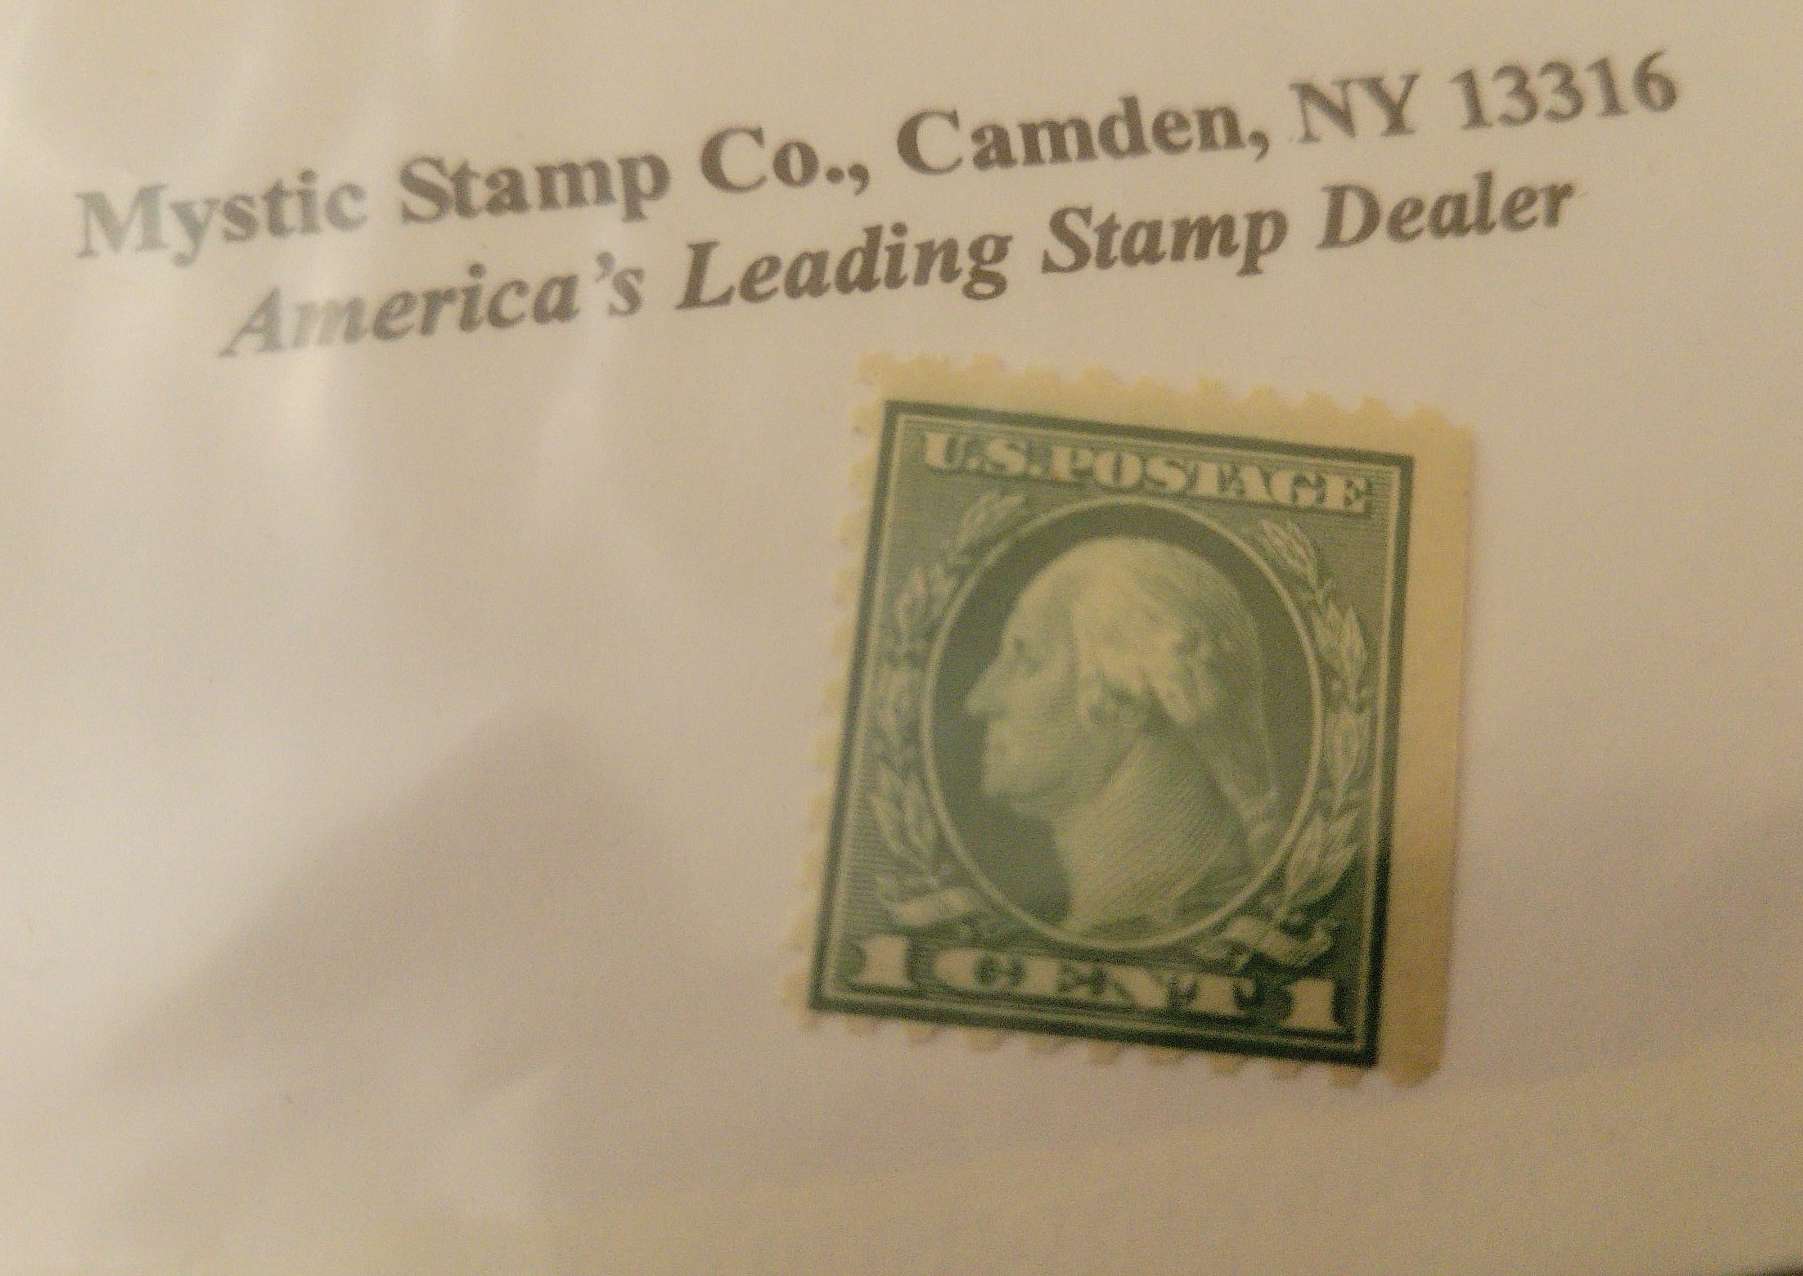 Mystic Stamp Co., Camden, NY 13316
America's Leading Stamp Dealer
U.S. POSTAGE
1 CENT 1